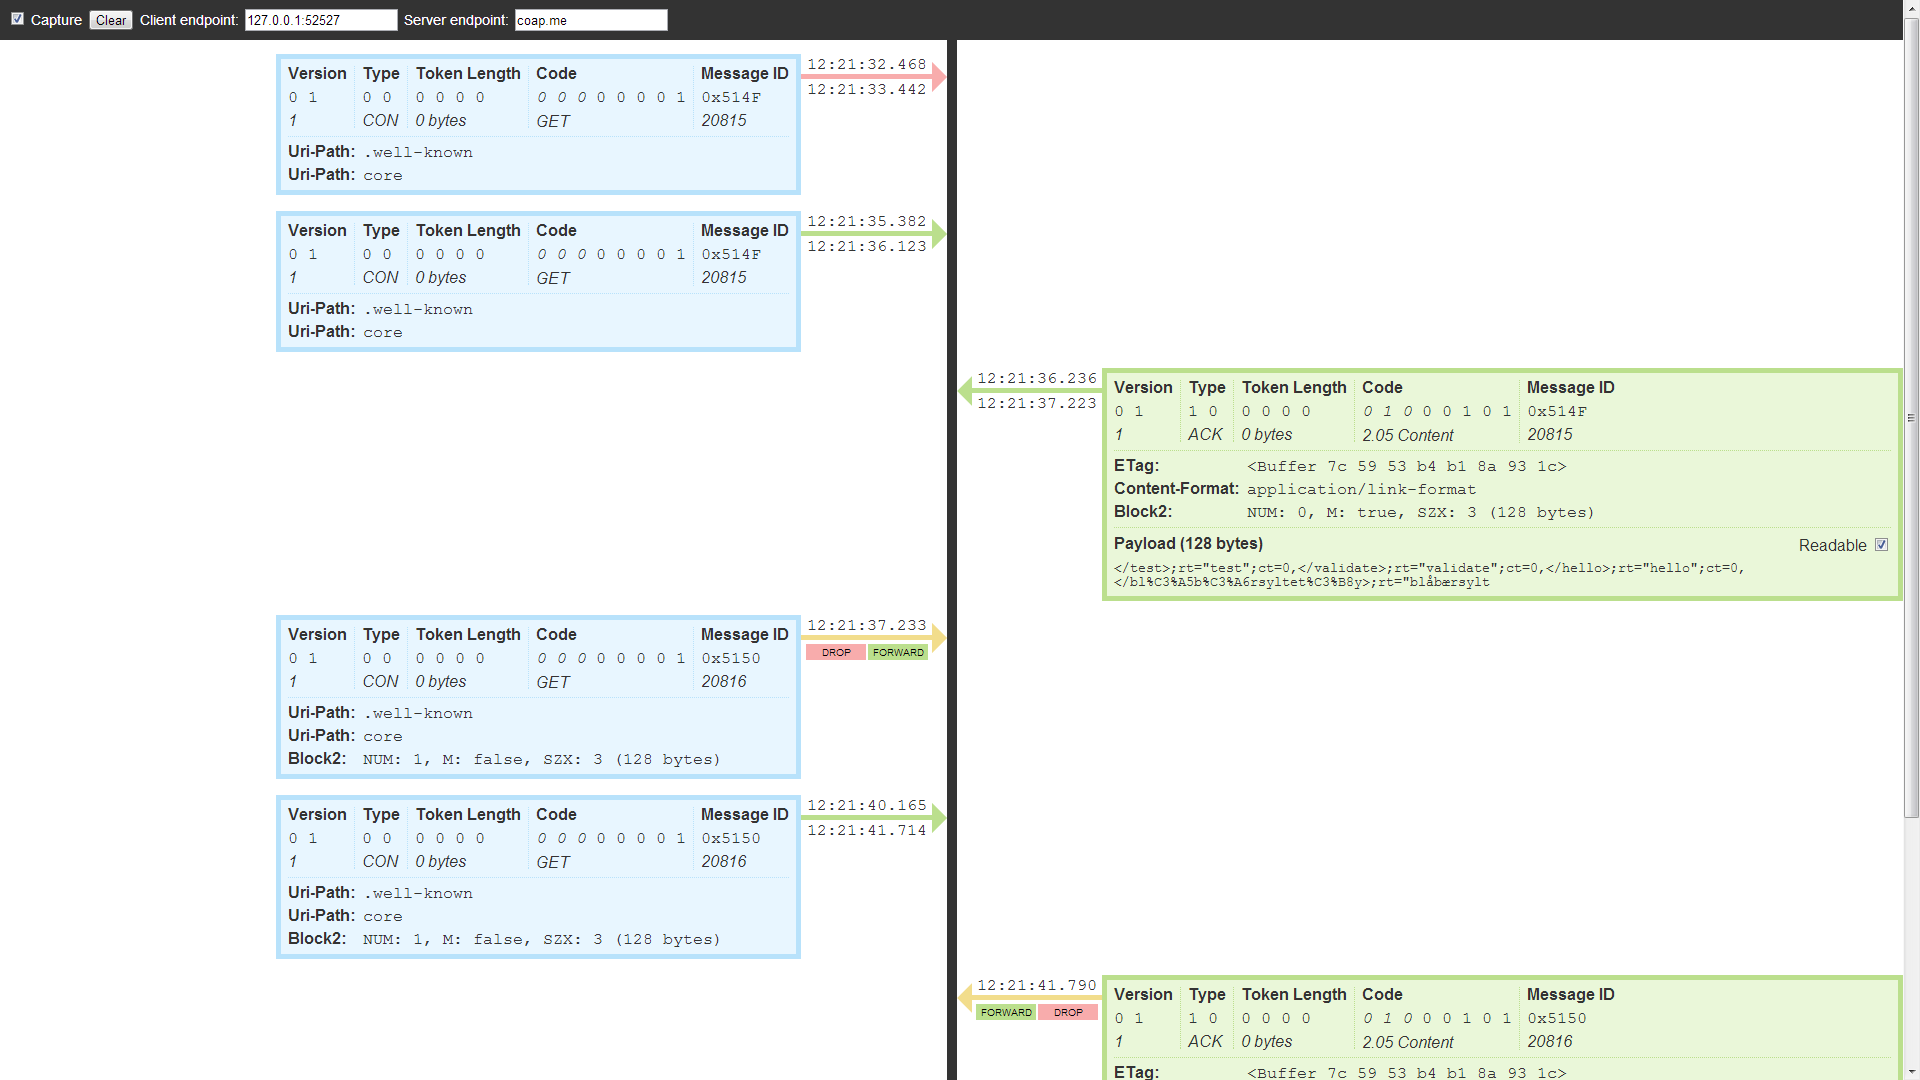 Capture Clear Client endpoint: 127.0.0.1:52527 Server endpoint: coap.me
Version Type Token Length Code Message ID
0 1 0 0 0 0 0 0 0 0 0 0 0 0 0 1 0x514F
1 CON 0 bytes GET 20815
Uri-Path: .well-known
Uri-Path: core
12:21:32.468
12:21:33.442
Version Type Token Length Code Message ID
0 1 0 0 0 0 0 0 0 0 0 0 0 0 0 1 0x514F
1 CON 0 bytes GET 20815
Uri-Path: .well-known
Uri-Path: core
12:21:35.382
12:21:36.123
12:21:36.236
12:21:37.223
Version Type Token Length Code Message ID
0 1 1 0 0 0 0 0 0 1 0 0 0 1 0 1 0x514F
1 ACK 0 bytes 2.05 Content 20815
ETag: <Buffer 7c 59 53 b4 b1 8a 93 1c>
Content-Format: application/link-format
Block2: NUM: 0, M: true, SZX: 3 (128 bytes)
Payload (128 bytes) Readable
</test>;rt="test";ct=0,</validate>;rt="validate";ct=0,</hello>;rt="hello";ct=0,
</bl%C3%A5b%C3%A6rsyltet%C3%B8y>;rt="blåbærsylt
Version Type Token Length Code Message ID
0 1 0 0 0 0 0 0 0 0 0 0 0 0 0 1 0x5150
1 CON 0 bytes GET 20816
Uri-Path: .well-known
Uri-Path: core
Block2: NUM: 1, M: false, SZX: 3 (128 bytes)
12:21:37.233
DROP FORWARD
Version Type Token Length Code Message ID
0 1 0 0 0 0 0 0 0 0 0 0 0 0 0 1 0x5150
1 CON 0 bytes GET 20816
Uri-Path: .well-known
Uri-Path: core
Block2: NUM: 1, M: false, SZX: 3 (128 bytes)
12:21:40.165
12:21:41.714
12:21:41.790
FORWARD DROP
Version Type Token Length Code Message ID
0 1 1 0 0 0 0 0 0 1 0 0 0 1 0 1 0x5150
1 ACK 0 bytes 2.05 Content 20816
ETag: <Buffer 7c 59 53 b4 b1 8a 93 1c>